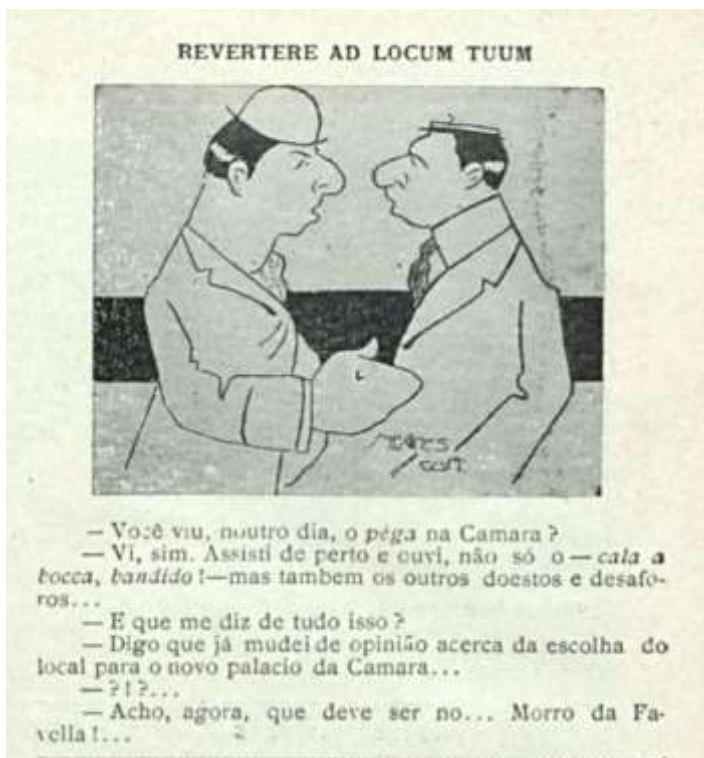 REVERTERE AD LOCUM TUUM
— Você viu, noutro dia, o péga na Camara?
— Vi, sim. Assisti de perto e ouvi, não só o — cala a
bocca, bandido! — mas tambem os outros doestos e desafo-
ros...
— E que me diz de tudo isso?
— Digo que já mudei de opinião acerca da escolha do
local para o novo palacio da Camara...
— ?!?...
— Acho, agora, que deve ser no... Morro da Fa-
vella!...